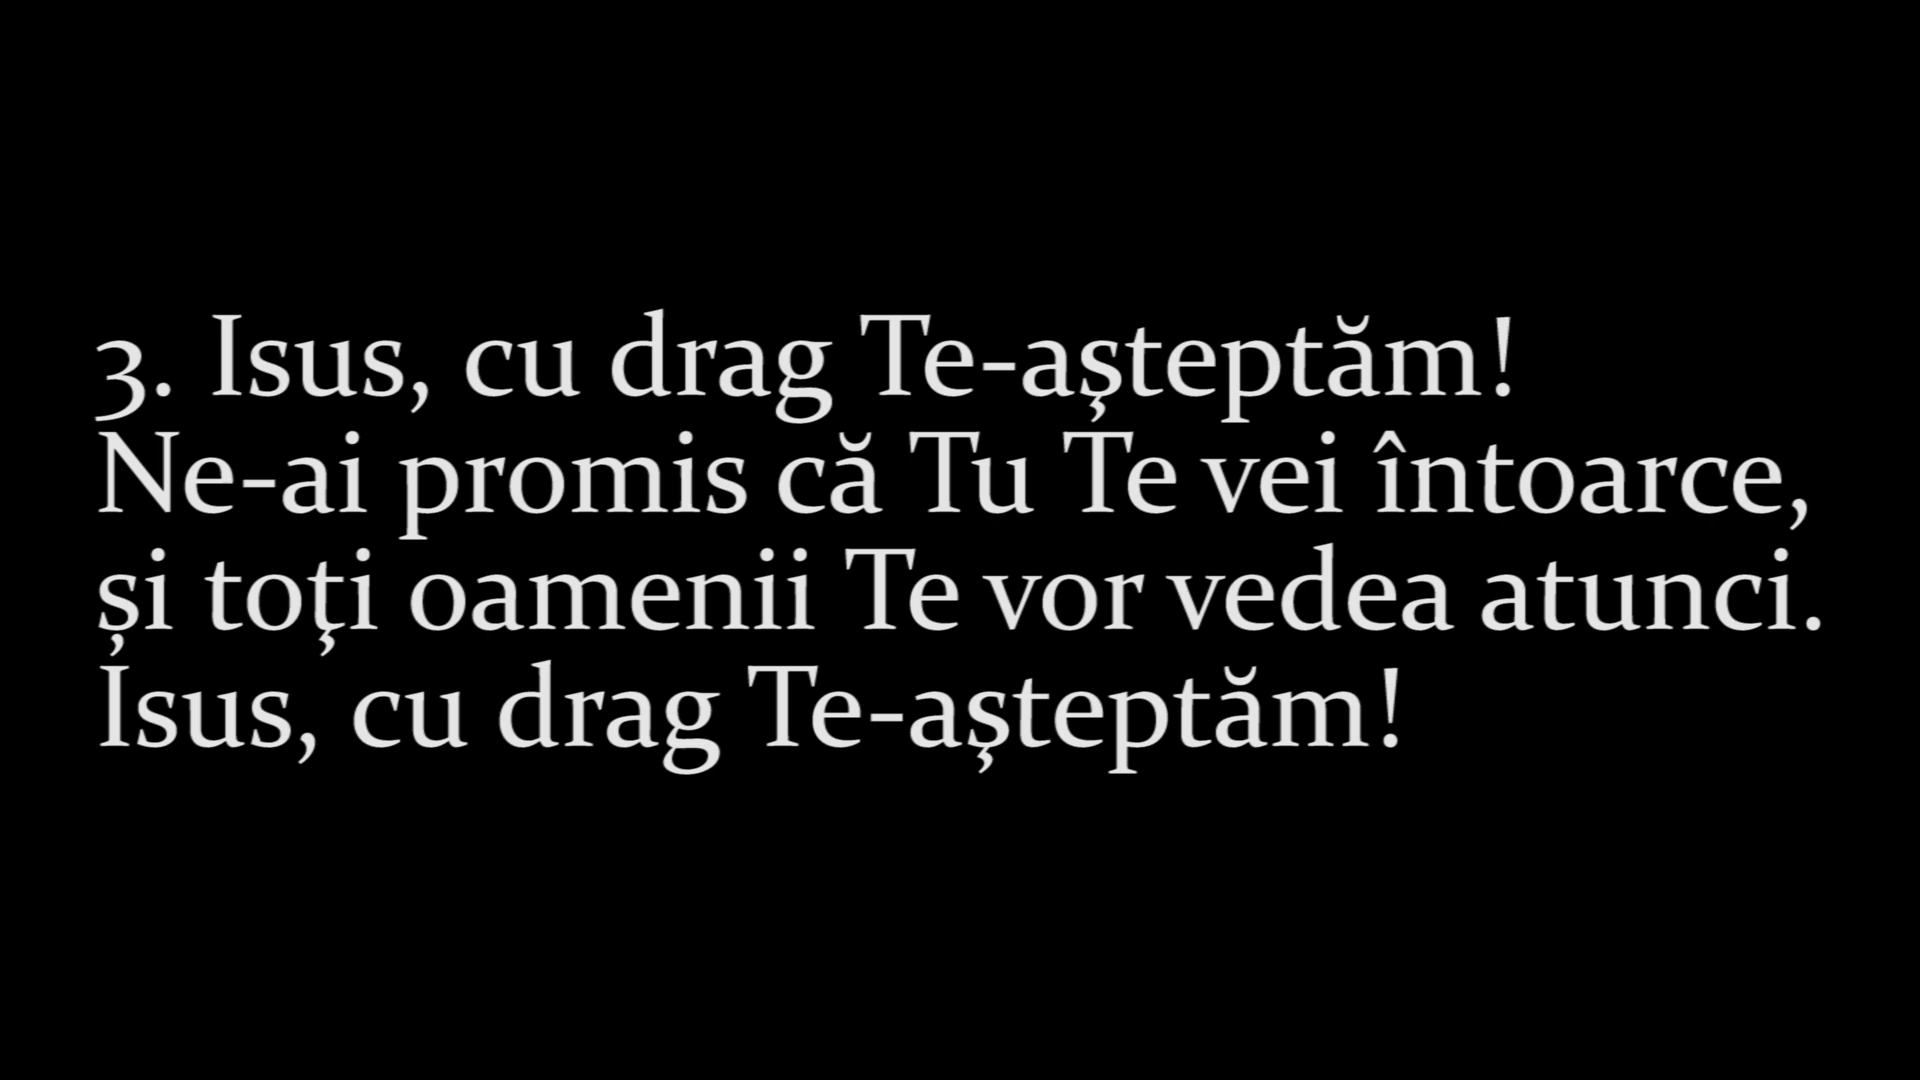 3. Isus, cu drag Te-aşteptăm!
Ne-ai promis că Tu Te vei întoarce,
și toţi oamenii Te vor vedea atunci.
Isus, cu drag Te-aşteptăm!